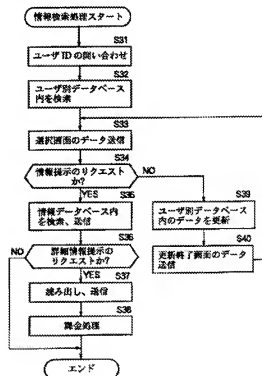 情報検索処理スタート
S31
ユーザIDの問い合わせ
S32
ユーザ別データベース
内を検索
S33
選択画面のデータ送信
S34
情報提示のリクエスト
か?
NO
YES
S35
情報データベース内
を検索、送信
S36
NO
詳細情報提示の
リクエストか?
YES
S37
読み出し、送信
S38
課金処理
エンド
S39
ユーザ別データベース
内のデータを更新
S40
更新終了画面のデータ
送信